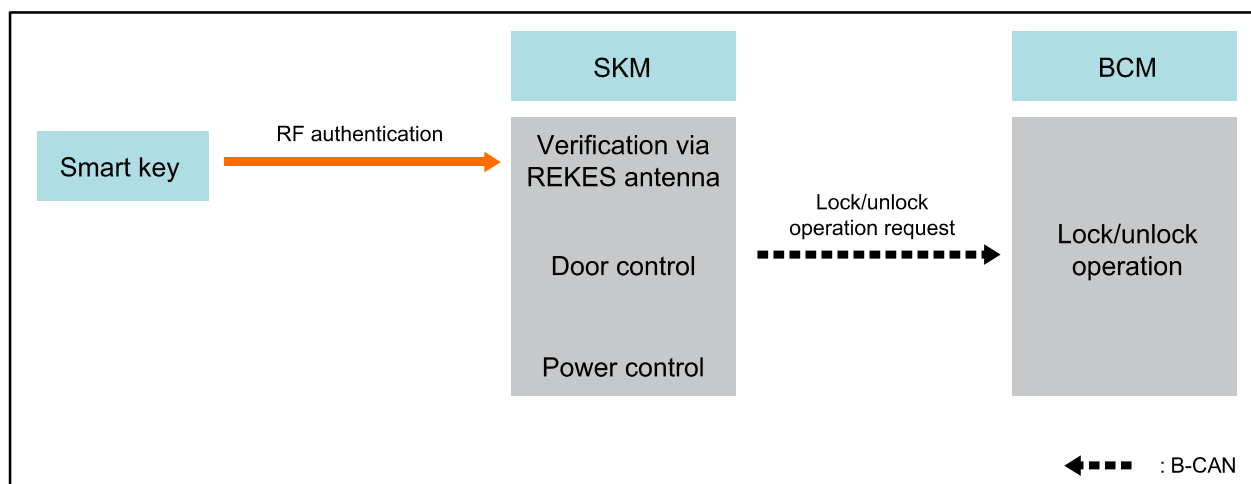 SKM
BCM
RF authentication
Smart key
Verification via
REKES antenna
Door control
Power control
Lock/unlock
operation request
Lock/unlock
operation
: B-CAN